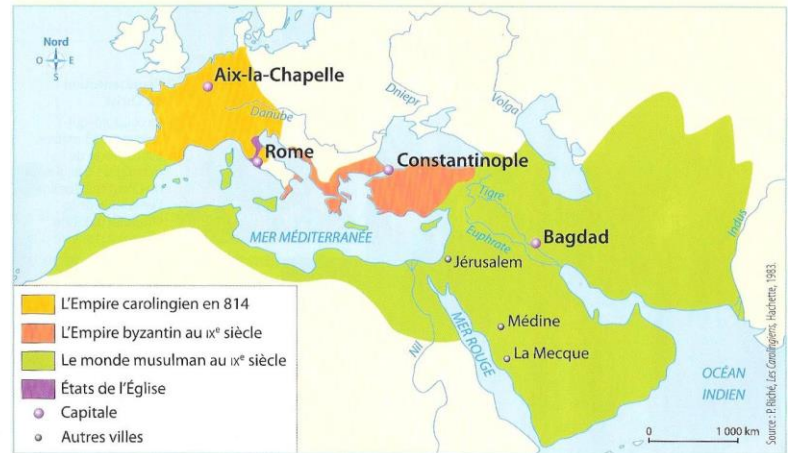 Nord
O
E
S
Aix-la-Chapelle
Dniepr
Volga
Danube
Rome
Constantinople
Tigre
Indus
MER MÉDITERRANÉE
Euphrate
Bagdad
Jérusalem
L'Empire carolingien en 814
L'Empire byzantin au IXe siècle
Le monde musulman au IXe siècle
États de l'Église
Capitale
Autres villes
Nil
MER ROUGE
Médine
La Mecque
OCÉAN
INDIEN
0
1 000 km
Source : P. Riché, Les Carolingiens, Hachette, 1983.